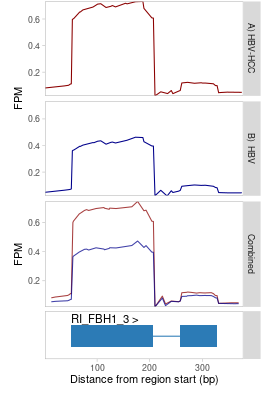 0.6
0.4
0.2
FPM
A) HBV-HCC
0.6
0.4
0.2
B) HBV
0.6
0.4
0.2
FPM
Combined
RI_FBH1_3 >
100
200
300
Distance from region start (bp)